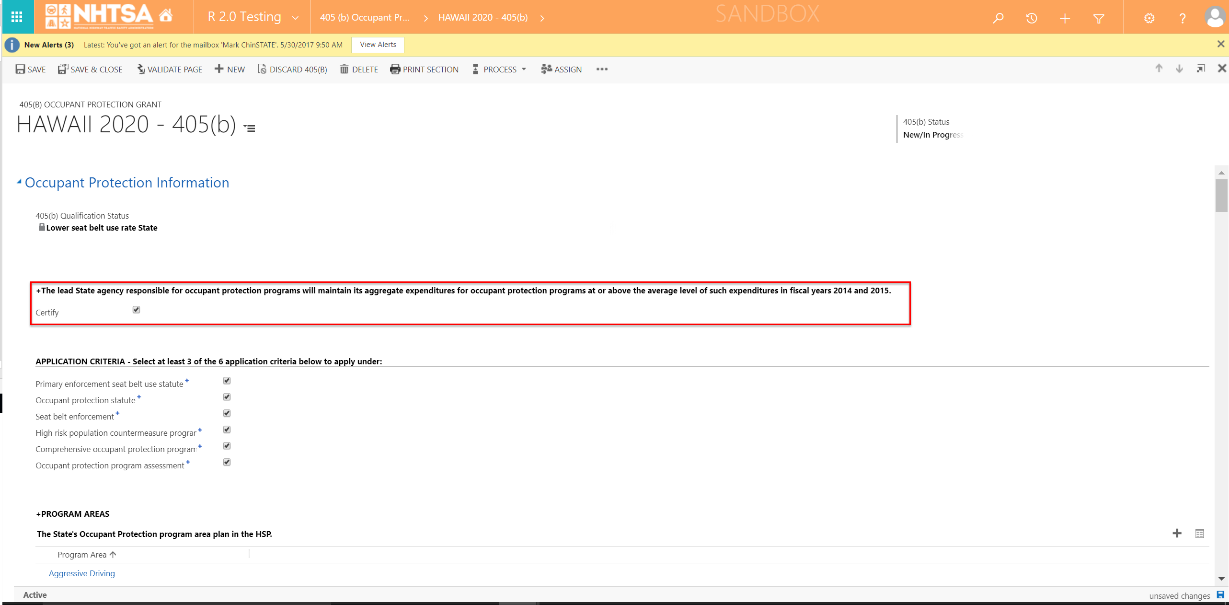 NHTSA
R 2.0 Testing
405 (b) Occupant Pr...
HAWAII 2020 - 405(b)
SANDBOX
New Alerts (3) Latest: You've got an alert for the mailbox 'Mark ChinSTATE'. 5/30/2017 9:50 AM View Alerts
SAVE SAVE & CLOSE VALIDATE PAGE NEW DISCARD 405(B) DELETE PRINT SECTION PROCESS ASSIGN
405(B) OCCUPANT PROTECTION GRANT
HAWAII 2020 - 405(b)
405(b) Status
New/In Progress
Occupant Protection Information
405(b) Qualification Status
Lower seat belt use rate State
+The lead State agency responsible for occupant protection programs will maintain its aggregate expenditures for occupant protection programs at or above the average level of such expenditures in fiscal years 2014 and 2015.
Certify
APPLICATION CRITERIA - Select at least 3 of the 6 application criteria below to apply under:
Primary enforcement seat belt use statute *
Occupant protection statute *
Seat belt enforcement *
High risk population countermeasure prograr *
Comprehensive occupant protection program *
Occupant protection program assessment *
+PROGRAM AREAS
The State's Occupant Protection program area plan in the HSP.
Program Area ↑
Aggressive Driving
Active
unsaved changes